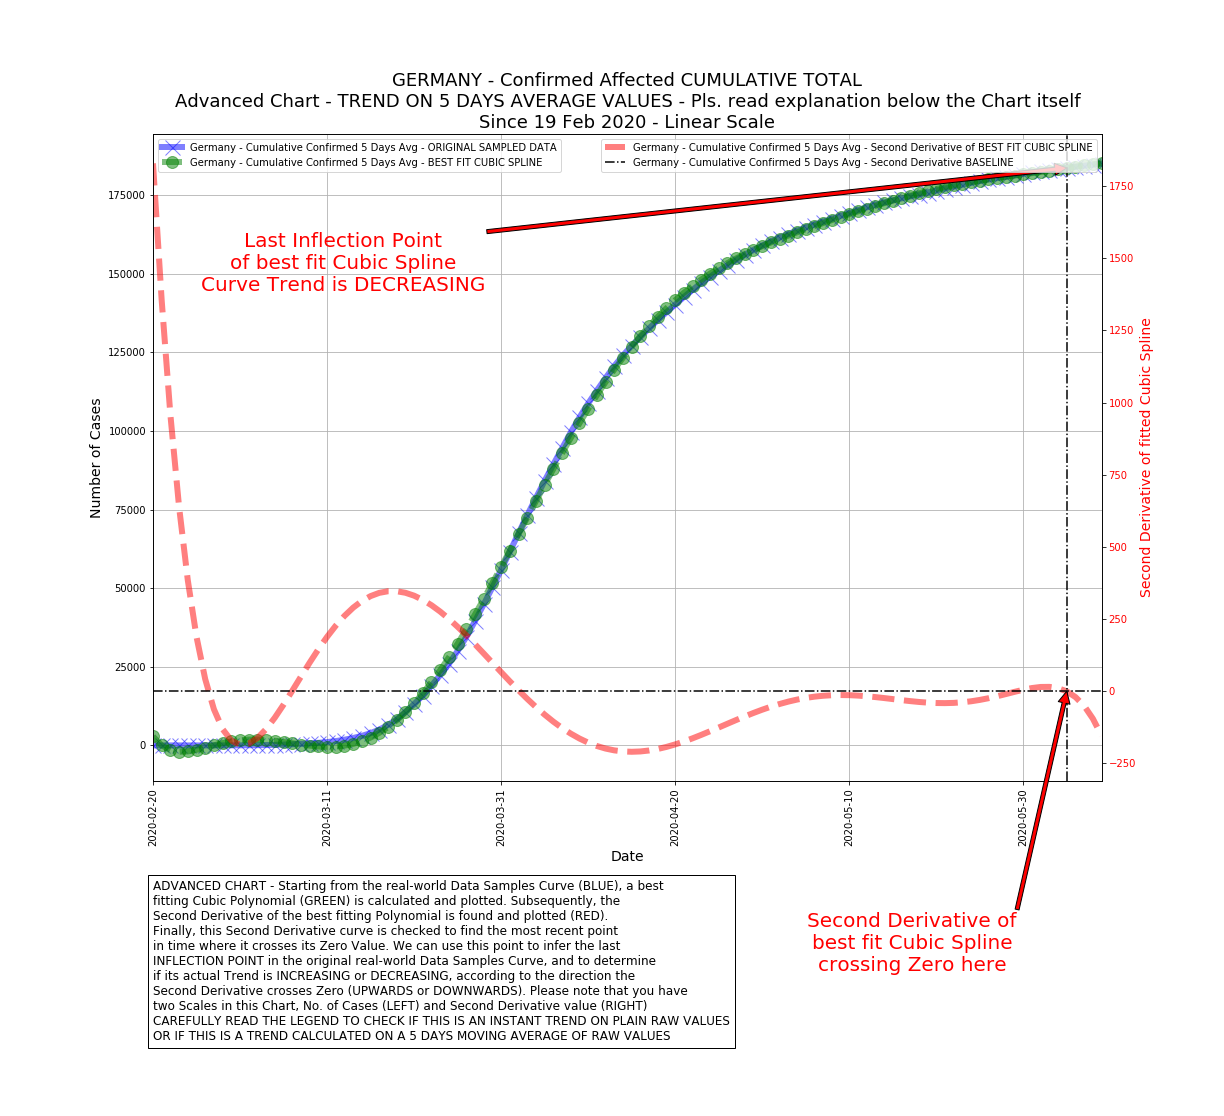 GERMANY - Confirmed Affected CUMULATIVE TOTAL
Advanced Chart - TREND ON 5 DAYS AVERAGE VALUES - Pls. read explanation below the Chart itself
Since 19 Feb 2020 - Linear Scale
Germany - Cumulative Confirmed 5 Days Avg - ORIGINAL SAMPLED DATA
Germany - Cumulative Confirmed 5 Days Avg - BEST FIT CUBIC SPLINE
Germany - Cumulative Confirmed 5 Days Avg - Second Derivative of BEST FIT CUBIC SPLINE
Germany - Cumulative Confirmed 5 Days Avg - Second Derivative BASELINE
Last Inflection Point
of best fit Cubic Spline
Curve Trend is DECREASING
Number of Cases
175000
150000
125000
100000
75000
50000
25000
0
1750
1500
1250
1000
750
500
250
0
−250
Second Derivative of fitted Cubic Spline
2020-02-20
2020-03-11
2020-03-31
2020-04-20
2020-05-10
2020-05-30
Date
ADVANCED CHART - Starting from the real-world Data Samples Curve (BLUE), a best
fitting Cubic Polynomial (GREEN) is calculated and plotted. Subsequently, the
Second Derivative of the best fitting Polynomial is found and plotted (RED).
Finally, this Second Derivative curve is checked to find the most recent point
in time where it crosses its Zero Value. We can use this point to infer the last
INFLECTION POINT in the original real-world Data Samples Curve, and to determine
if its actual Trend is INCREASING or DECREASING, according to the direction the
Second Derivative crosses Zero (UPWARDS or DOWNWARDS). Please note that you have
two Scales in this Chart, No. of Cases (LEFT) and Second Derivative value (RIGHT)
CAREFULLY READ THE LEGEND TO CHECK IF THIS IS AN INSTANT TREND ON PLAIN RAW VALUES
OR IF THIS IS A TREND CALCULATED ON A 5 DAYS MOVING AVERAGE OF RAW VALUES
Second Derivative of
best fit Cubic Spline
crossing Zero here